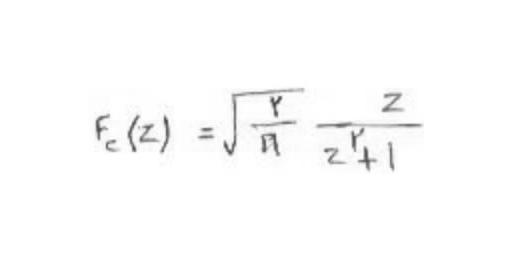 F_c(z) = √(۲/π) z/(z^۲+1)